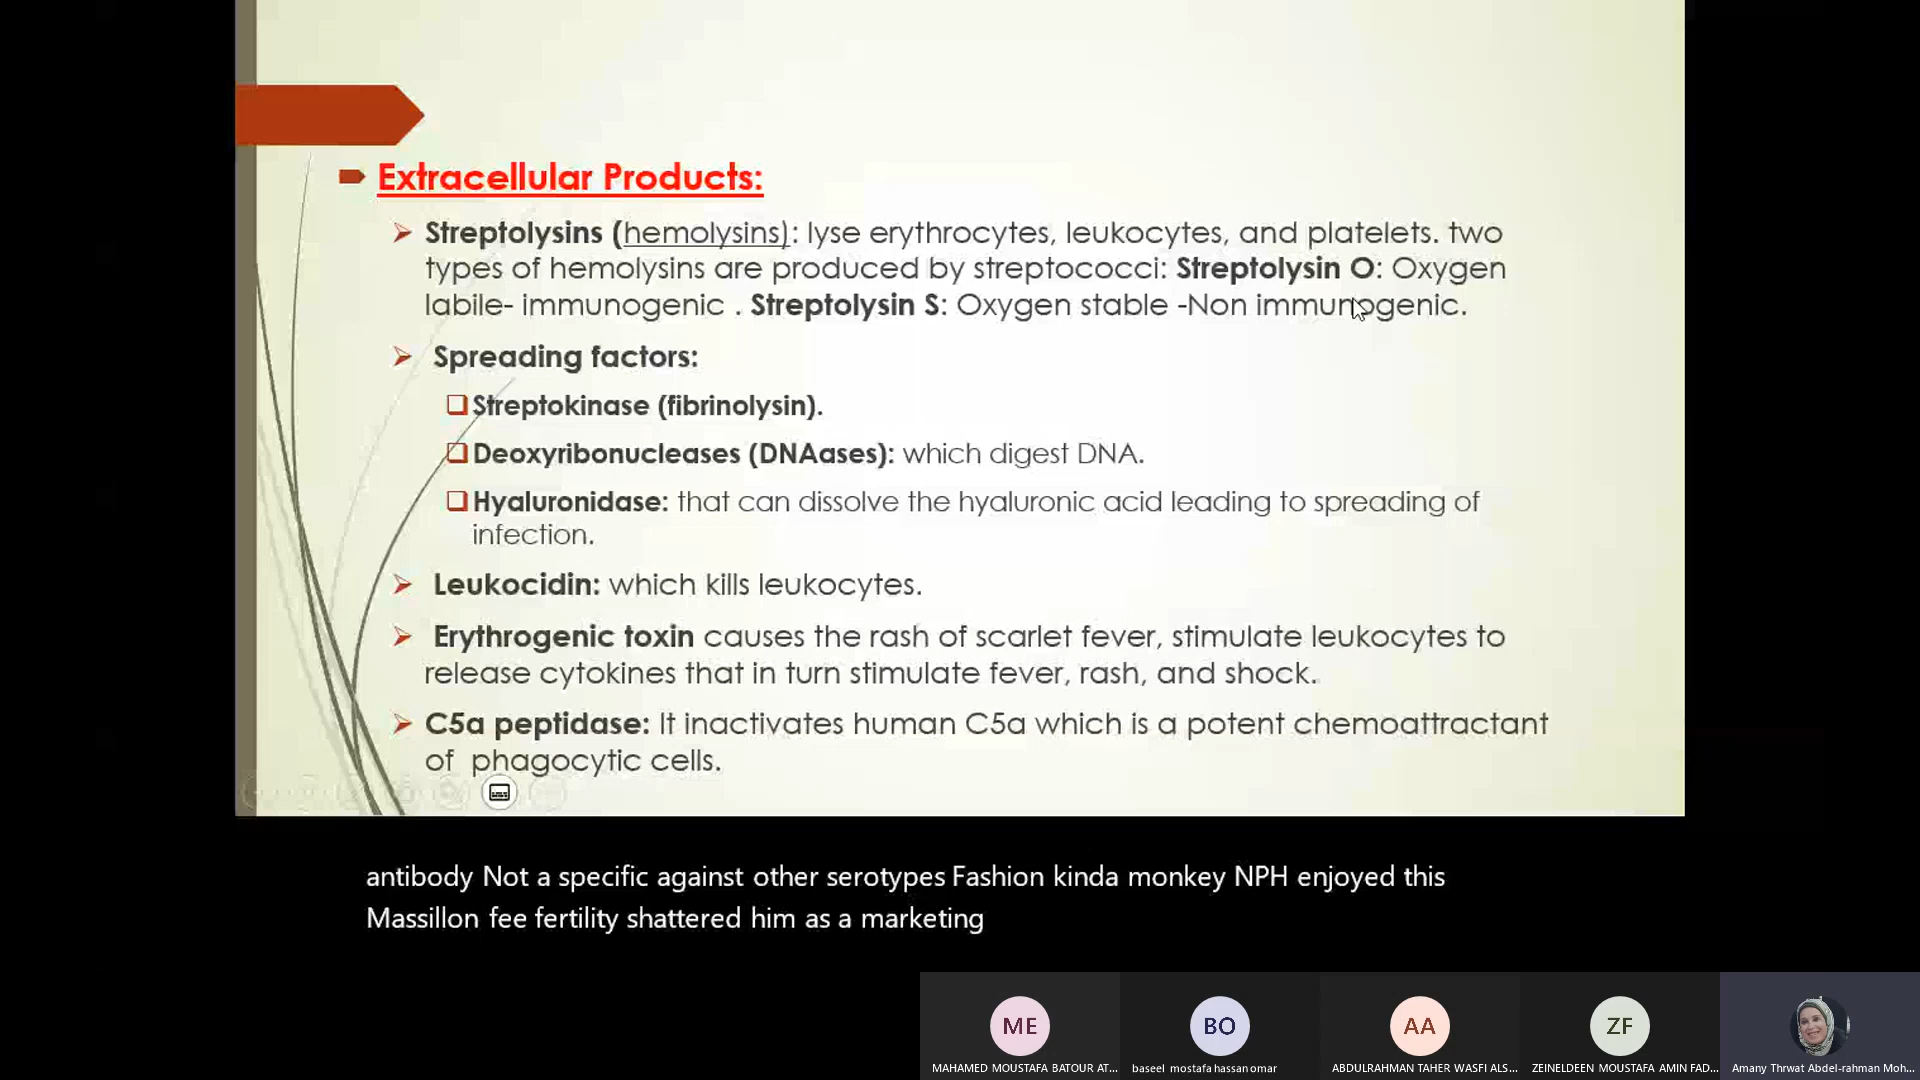 Extracellular Products:
Streptolysins (hemolysins): lyse erythrocytes, leukocytes, and platelets. two
types of hemolysins are produced by streptococci: Streptolysin O: Oxygen
labile- immunogenic . Streptolysin S: Oxygen stable -Non immunogenic.
Spreading factors:
Streptokinase (fibrinolysin).
Deoxyribonucleases (DNAases): which digest DNA.
Hyaluronidase: that can dissolve the hyaluronic acid leading to spreading of
infection.
Leukocidin: which kills leukocytes.
Erythrogenic toxin causes the rash of scarlet fever, stimulate leukocytes to
release cytokines that in turn stimulate fever, rash, and shock.
C5a peptidase: It inactivates human C5a which is a potent chemoattractant
of phagocytic cells.
antibody Not a specific against other serotypes Fashion kinda monkey NPH enjoyed this
Massillon fee fertility shattered him as a marketing
ME BO AA ZF
MAHAMED MOUSTAFA BATOUR AT... baseel mostafa hassan omar ABDULRAHMAN TAHER WASFI ALS... ZEINELDEEN MOUSTAFA AMIN FAD... Amany Thrwat Abdel-rahman Moh...